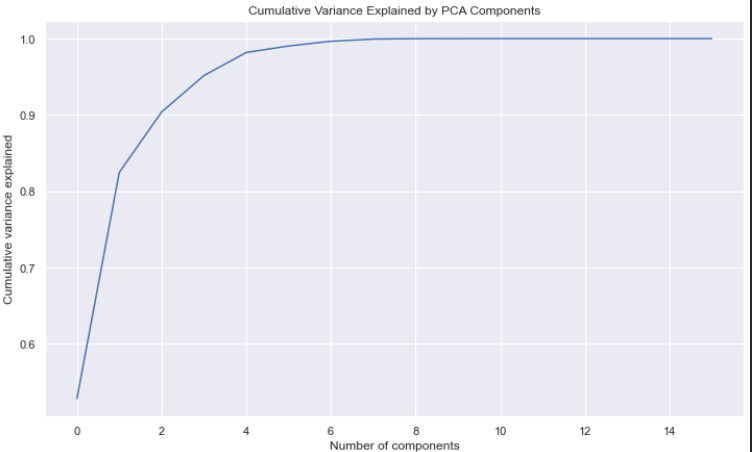 Cumulative Variance Explained by PCA Components
Cumulative variance explained
1.0
0.9
0.8
0.7
0.6
0 2 4 6 8 10 12 14
Number of components